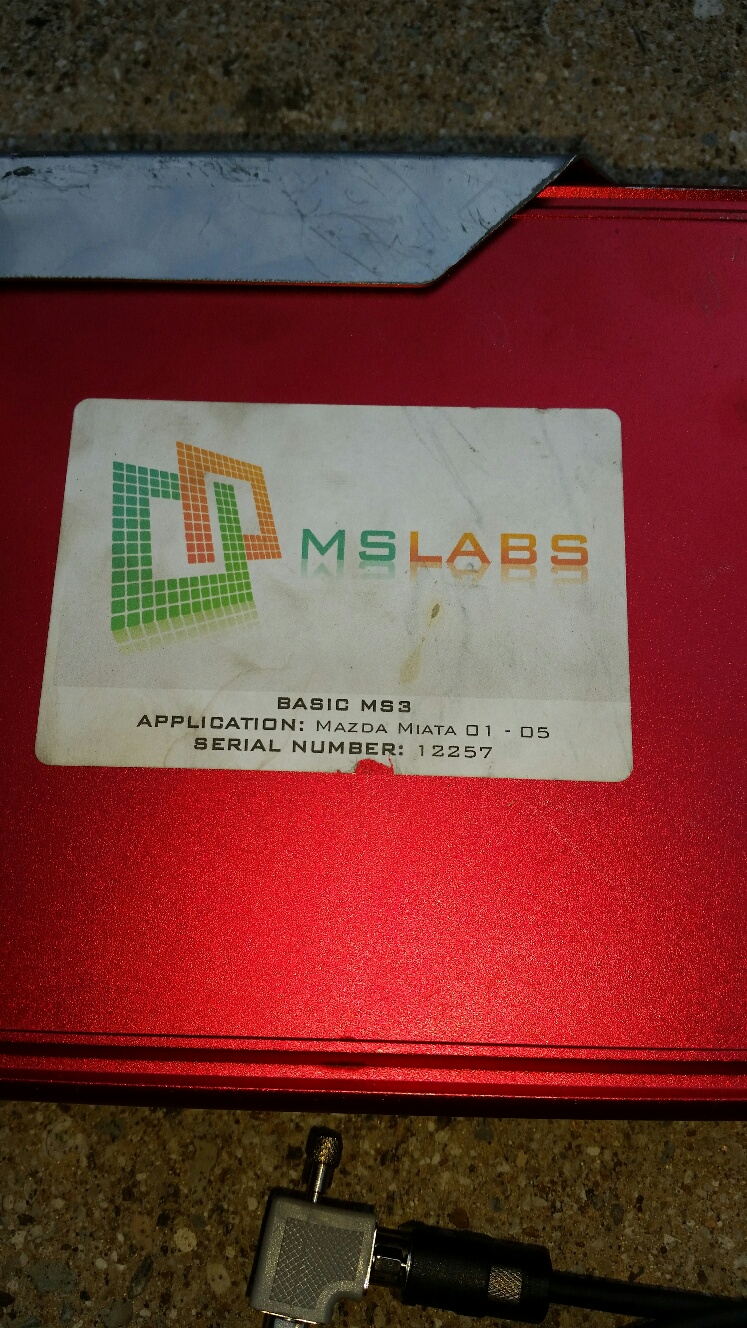 MSLABS
BASIC MS3
APPLICATION: MAZDA MIATA 01 - 05
SERIAL NUMBER: 12257